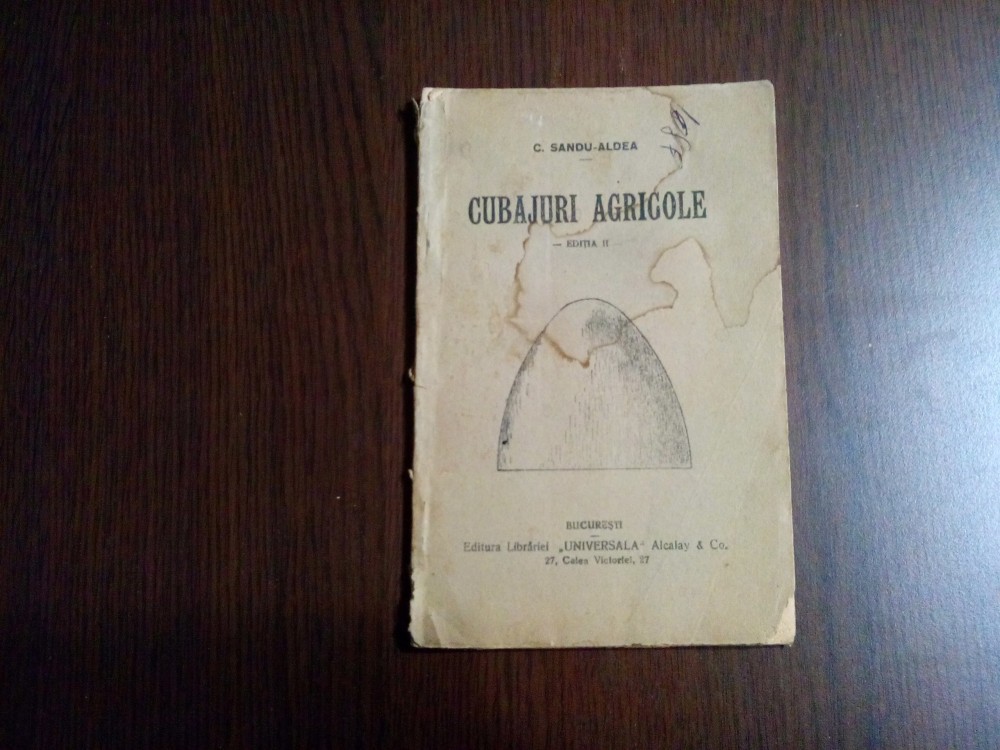 C. SANDU-ALDEA
CUBAJURI AGRICOLE
— EDIȚIA II —
BUCUREȘTI
Editura Librăriei „UNIVERSALA" Alcalay & Co.
27, Calea Victoriei, 27